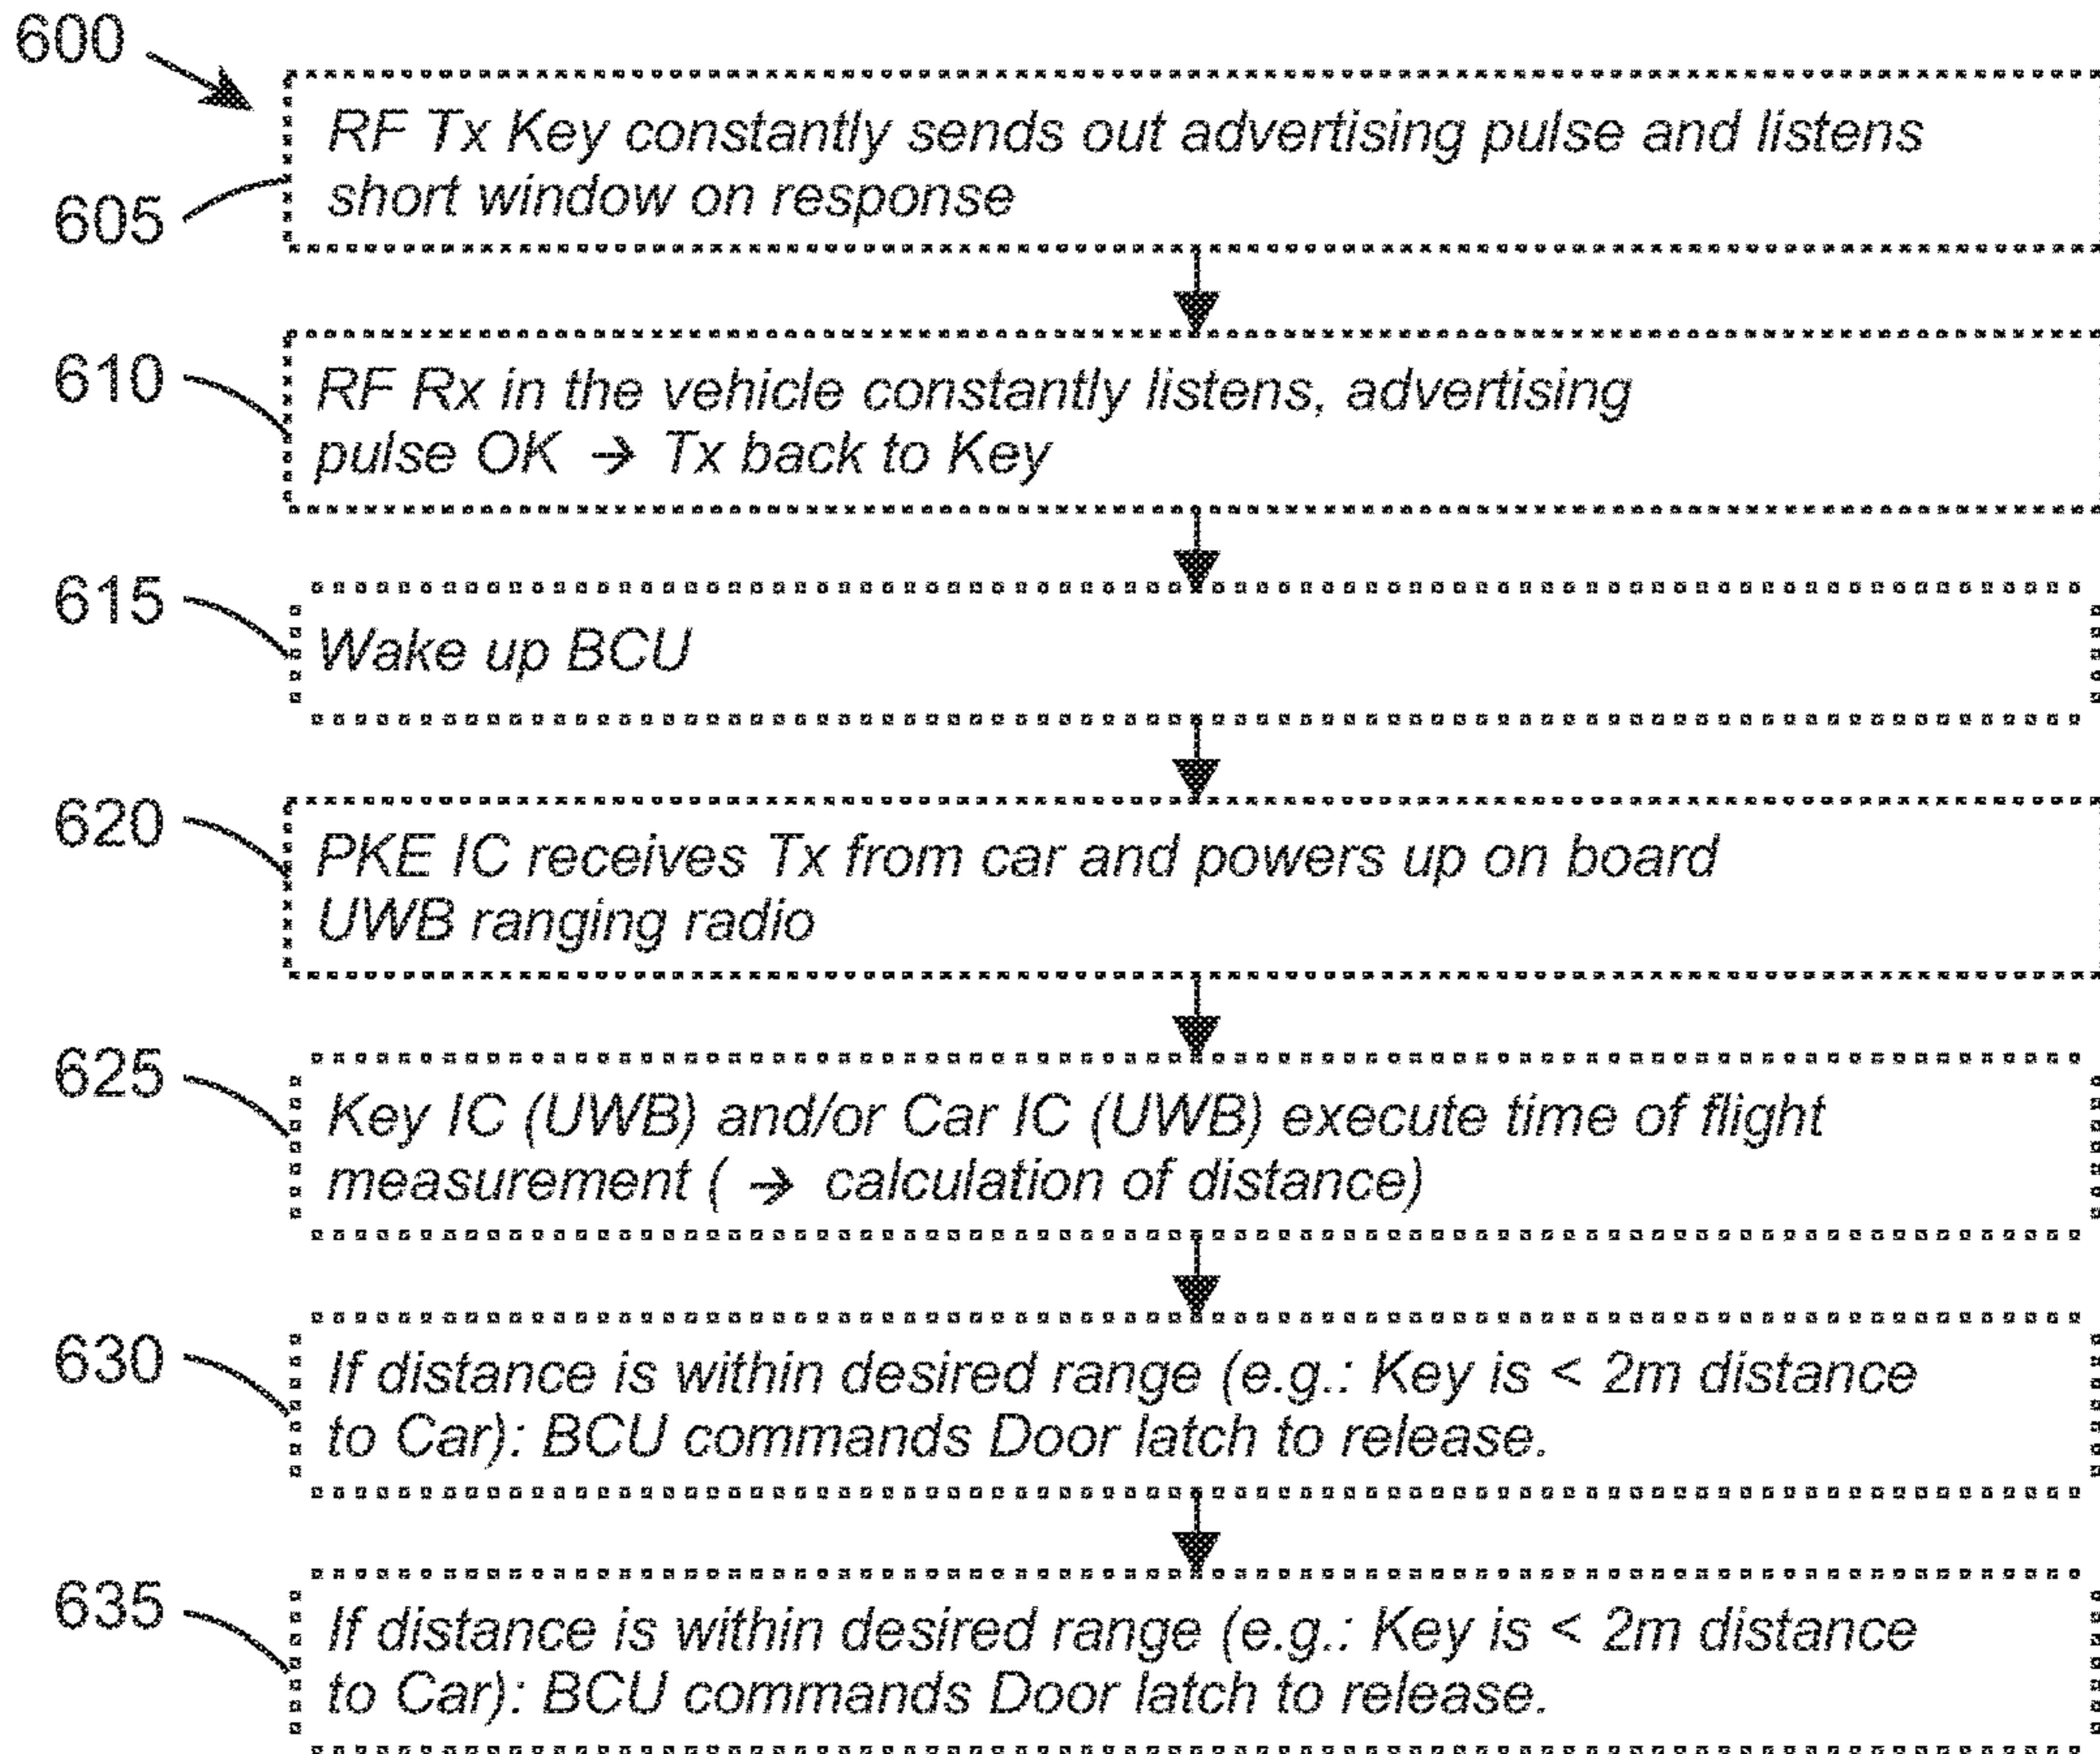 600
RF Tx Key constantly sends out advertising pulse and listens
605
short window on response
610
RF Rx in the vehicle constantly listens, advertising
pulse OK → Tx back to Key
615
Wake up BCU
620
PKE IC receives Tx from car and powers up on board
UWB ranging radio
625
Key IC (UWB) and/or Car IC (UWB) execute time of flight
measurement ( → calculation of distance)
630
If distance is within desired range (e.g.: Key is < 2m distance
to Car): BCU commands Door latch to release.
635
If distance is within desired range (e.g.: Key is < 2m distance
to Car): BCU commands Door latch to release.